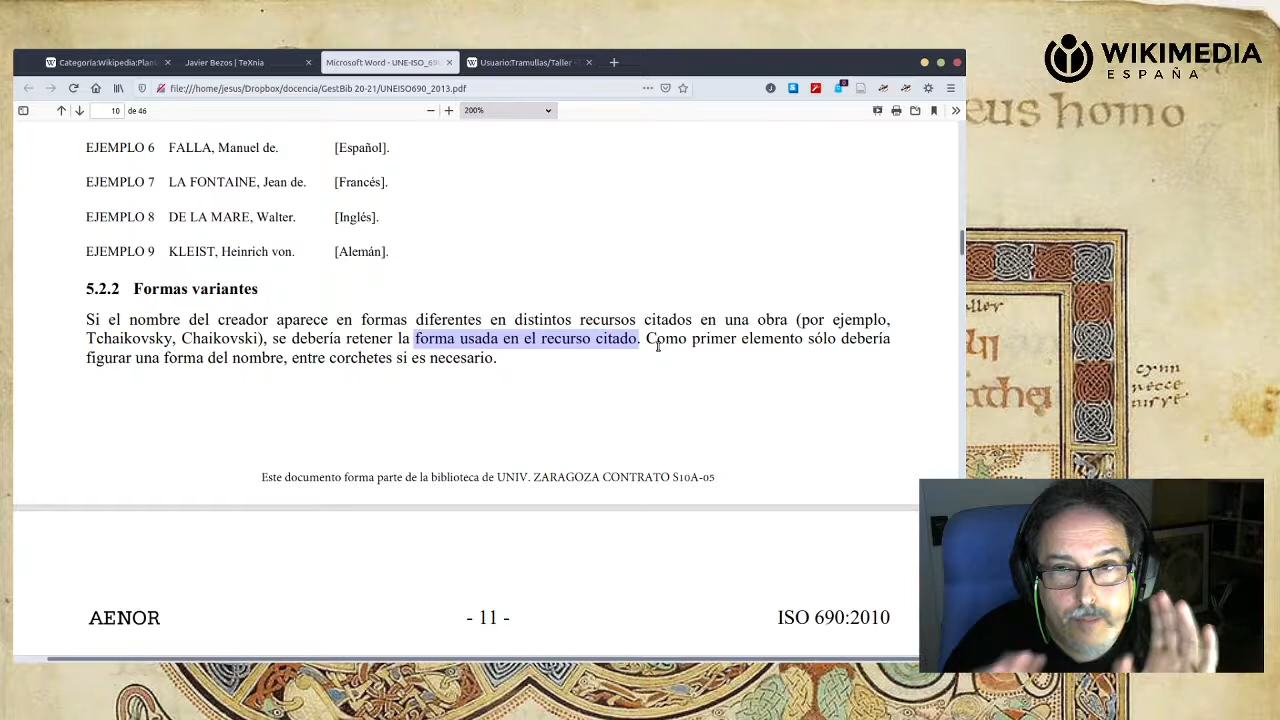 WIKIMEDIA
ESPAÑA
Categoría:Wikipedia:Plan
Javier Bezos | TeXnia
Microsoft Word - UNE-ISO_69
Usuario:Tramullas/Taller -
file:///home/jesus/Dropbox/docencia/GestBib 20-21/UNEISO690_2013.pdf
10 de 46
200%
eus homo
EJEMPLO 6 FALLA, Manuel de. [Español].
EJEMPLO 7 LA FONTAINE, Jean de. [Francés].
EJEMPLO 8 DE LA MARE, Walter. [Inglés].
EJEMPLO 9 KLEIST, Heinrich von. [Alemán].
5.2.2 Formas variantes
Si el nombre del creador aparece en formas diferentes en distintos recursos citados en una obra (por ejemplo,
Tchaikovsky, Chaikovski), se debería retener la forma usada en el recurso citado. Como primer elemento sólo debería
figurar una forma del nombre, entre corchetes si es necesario.
Este documento forma parte de la biblioteca de UNIV. ZARAGOZA CONTRATO S10A-05
AENOR - 11 - ISO 690:2010